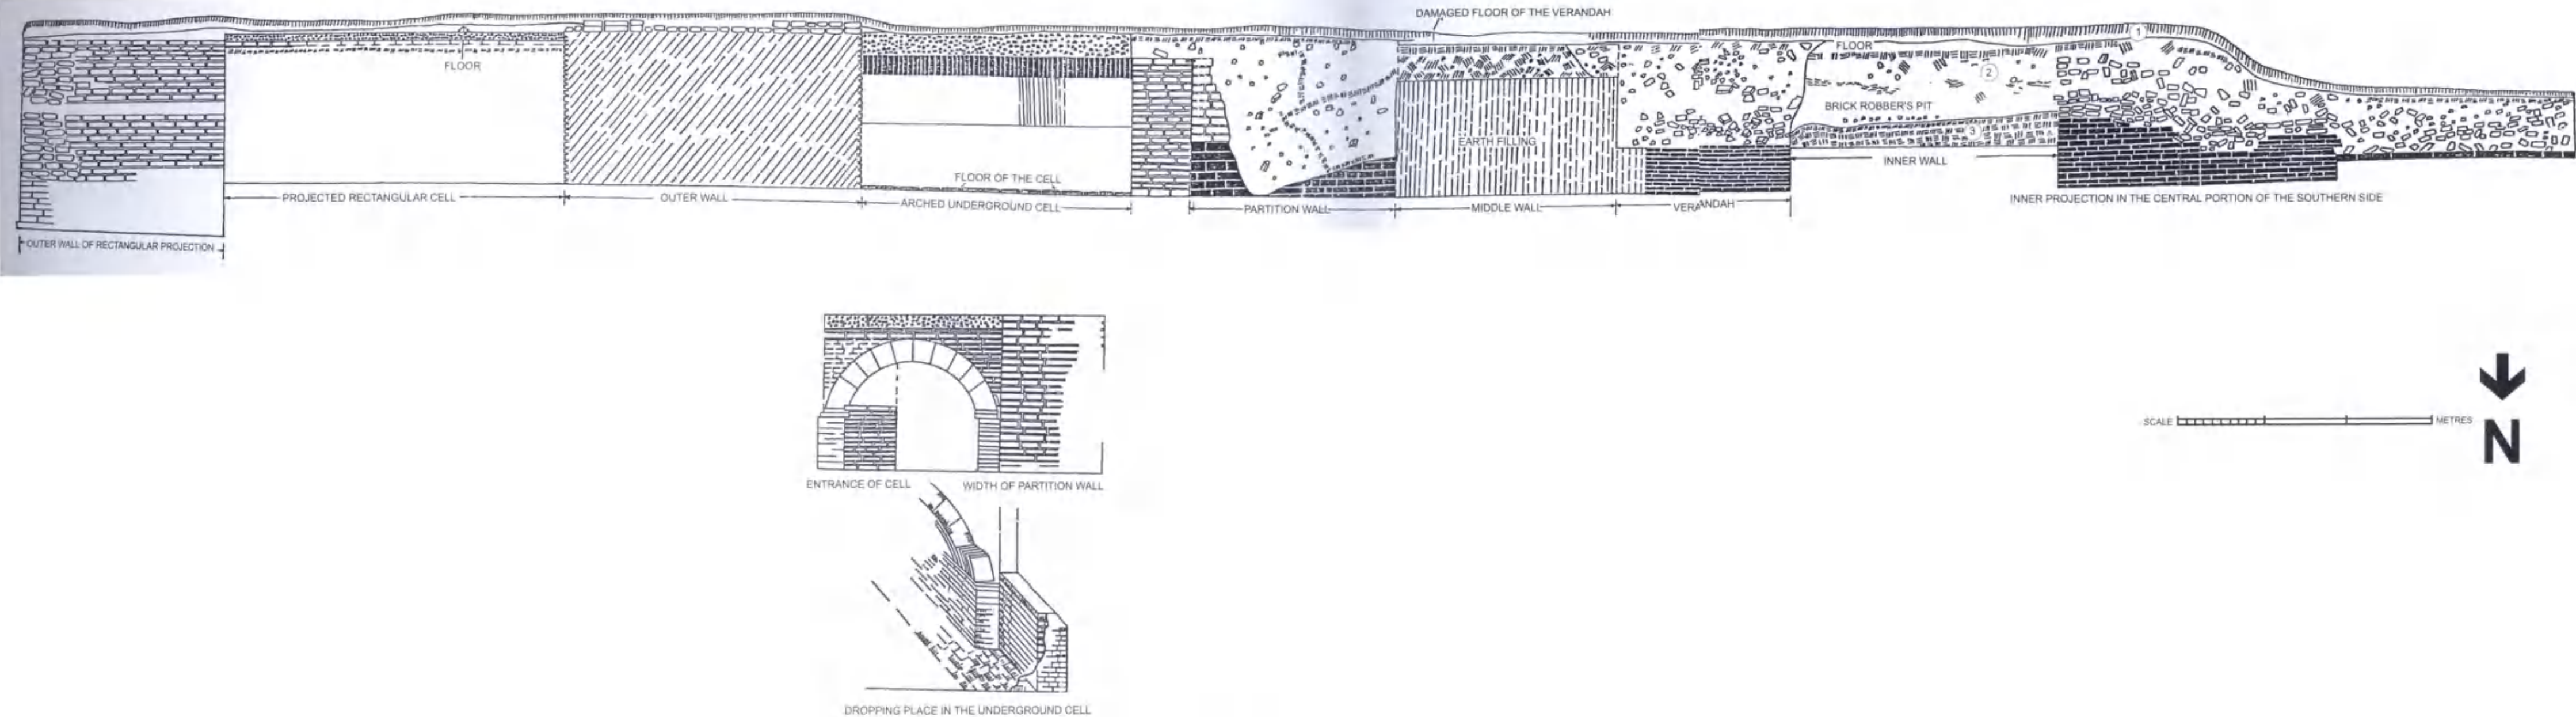 DAMAGED FLOOR OF THE VERANDAH
1
FLOOR
FLOOR
2
BRICK ROBBER'S PIT
3
EARTH FILLING
INNER WALL
FLOOR OF THE CELL
PROJECTED RECTANGULAR CELL
OUTER WALL
ARCHED UNDERGROUND CELL
PARTITION WALL
MIDDLE WALL
VERANDAH
INNER PROJECTION IN THE CENTRAL PORTION OF THE SOUTHERN SIDE
OUTER WALL OF RECTANGULAR PROJECTION
SCALE
METRES
N
ENTRANCE OF CELL
WIDTH OF PARTITION WALL
DROPPING PLACE IN THE UNDERGROUND CELL